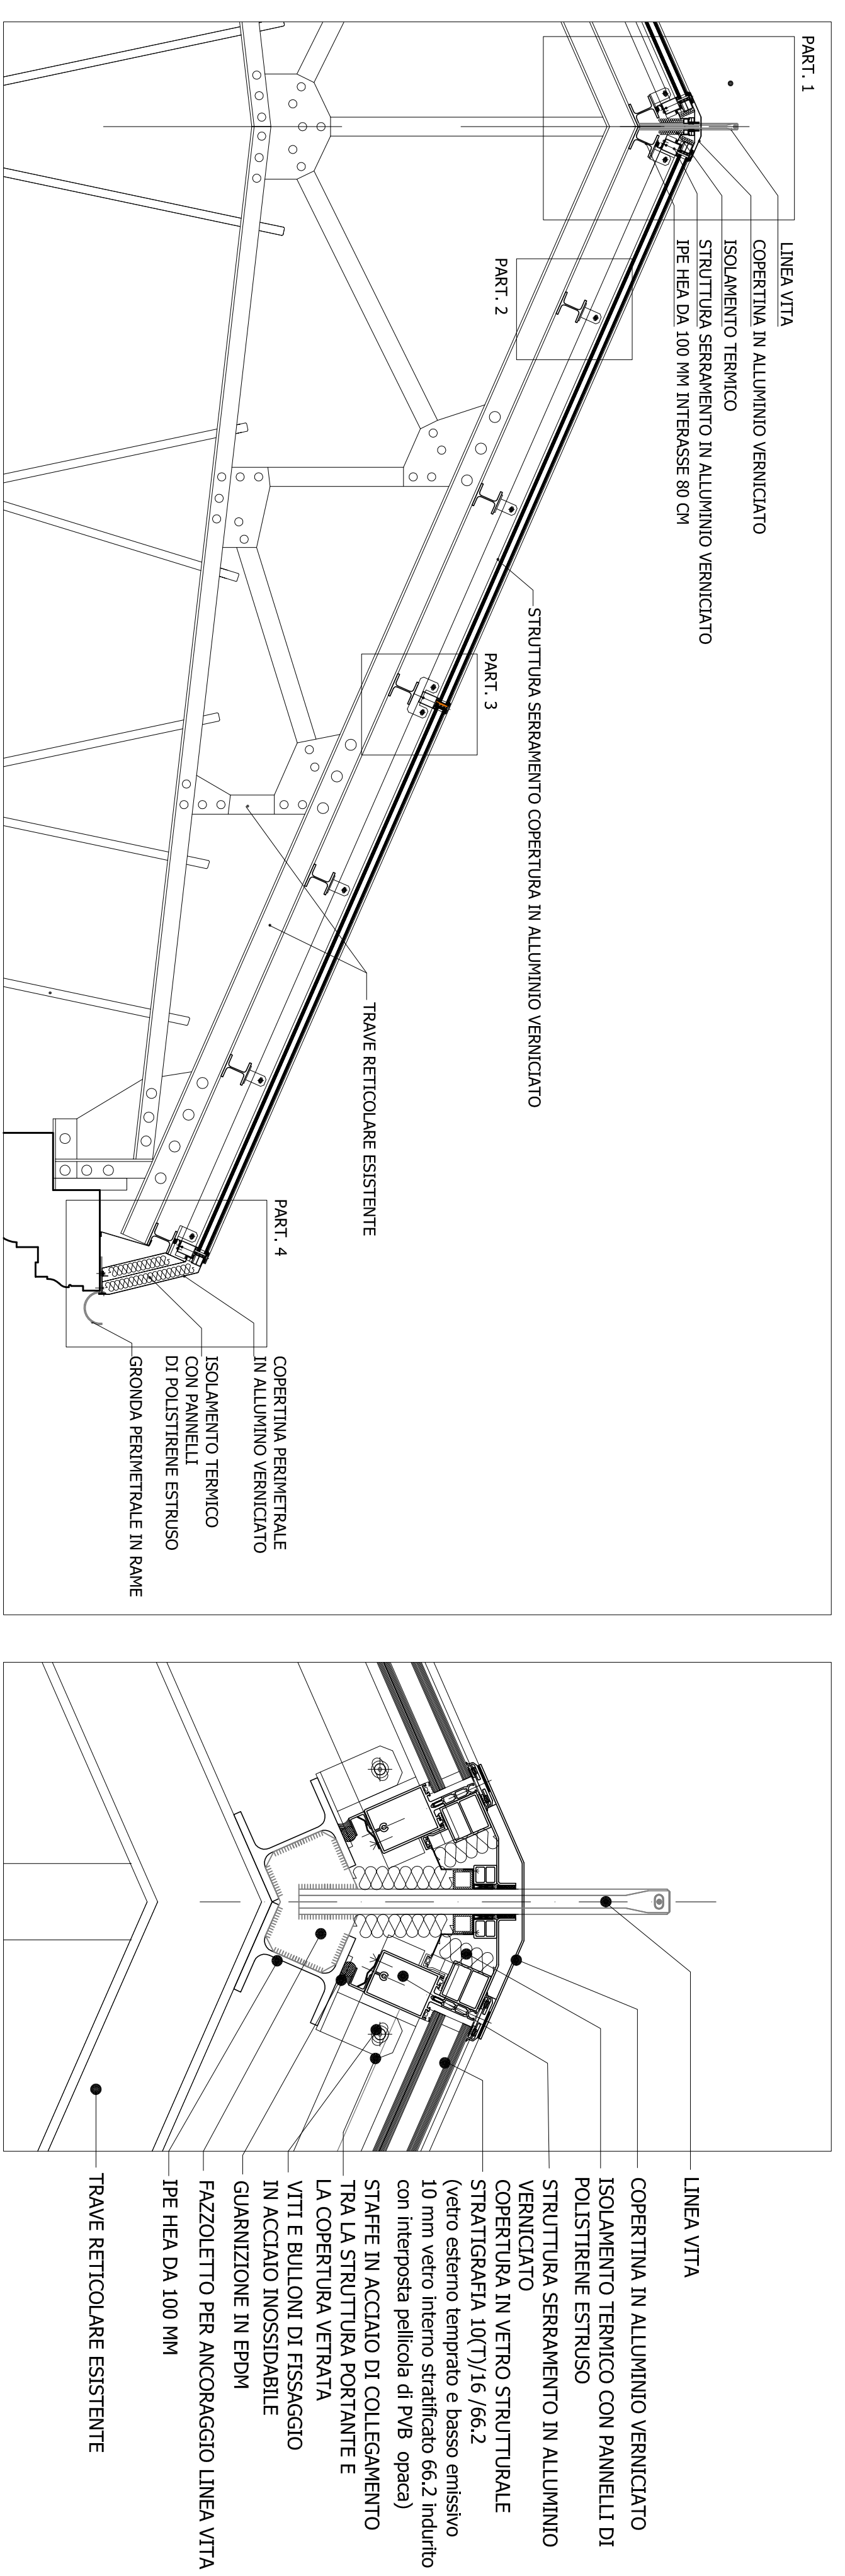 PART. 1
LINEA VITA
COPERTINA IN ALLUMINIO VERNICIATO
ISOLAMENTO TERMICO
STRUTTURA SERRAMENTO IN ALLUMINIO VERNICIATO
IPE HEA DA 100 MM INTERASSE 80 CM
PART. 2
STRUTTURA SERRAMENTO COPERTURA IN ALLUMINIO VERNICIATO
PART. 3
TRAVE RETICOLARE ESISTENTE
PART. 4
COPERTINA PERIMETRALE
IN ALLUMINO VERNICIATO
ISOLAMENTO TERMICO
CON PANNELLI
DI POLISTIRENE ESTRUSO
GRONDA PERIMETRALE IN RAME
LINEA VITA
COPERTINA IN ALLUMINIO VERNICIATO
ISOLAMENTO TERMICO CON PANNELLI DI
POLISTIRENE ESTRUSO
STRUTTURA SERRAMENTO IN ALLUMINIO
VERNICIATO
COPERTURA IN VETRO STRUTTURALE
STRATIGRAFIA 10(T)/16 /66.2
(vetro esterno temprato e basso emissivo
10 mm vetro interno stratificato 66.2 indurito
con interposta pellicola di PVB opaca)
STAFFE IN ACCIAIO DI COLLEGAMENTO
TRA LA STRUTTURA PORTANTE E
LA COPERTURA VETRATA
VITI E BULLONI DI FISSAGGIO
IN ACCIAIO INOSSIDABILE
GUARNIZIONE IN EPDM
FAZZOLETTO PER ANCORAGGIO LINEA VITA
IPE HEA DA 100 MM
TRAVE RETICOLARE ESISTENTE